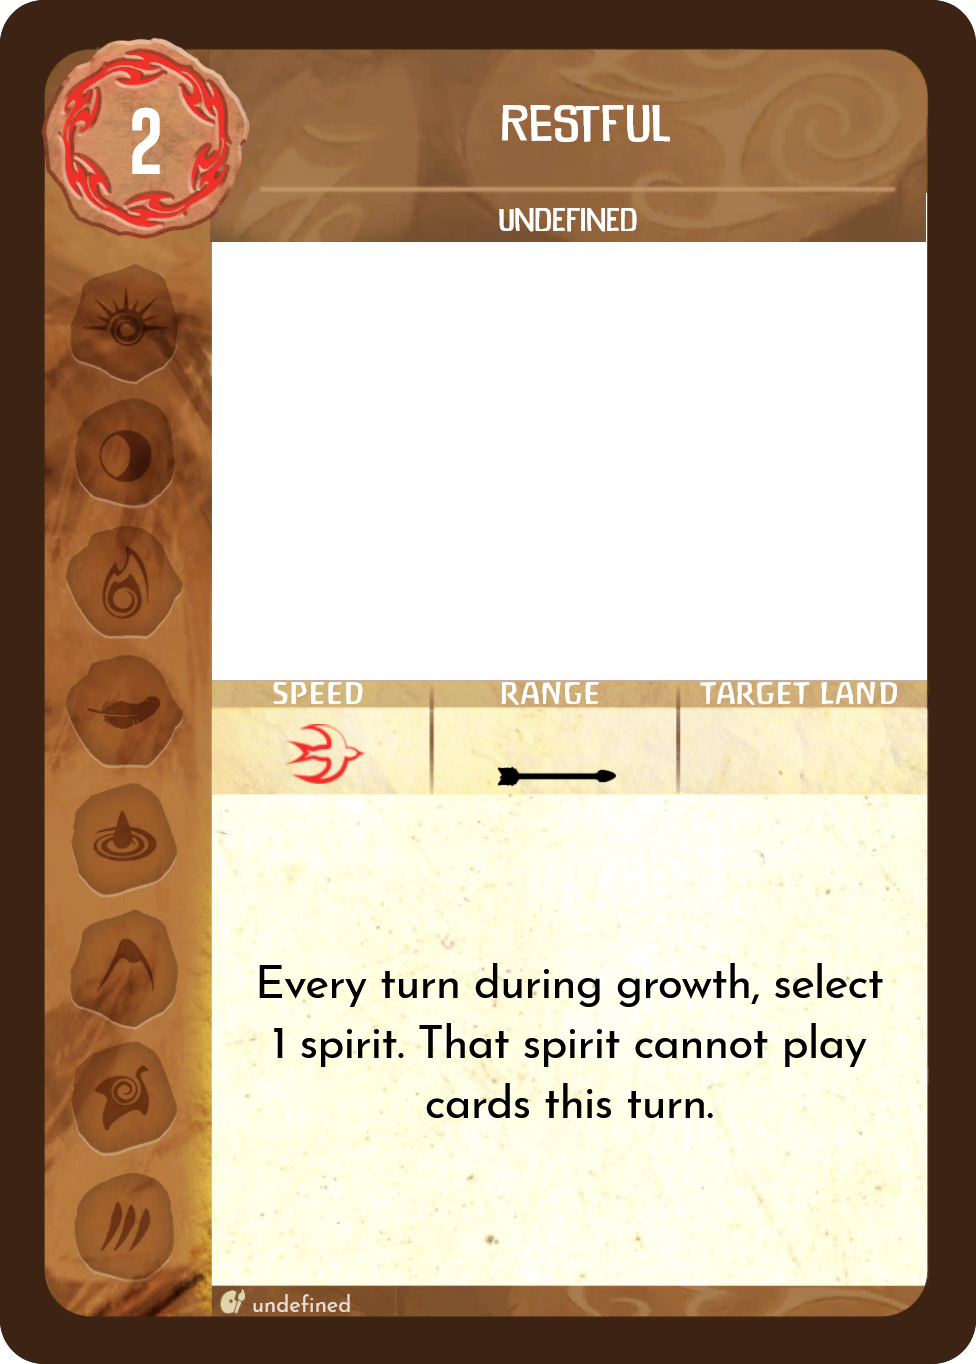 2
RESTFUL
UNDEFINED
SPEED
RANGE
TARGET LAND
Every turn during growth, select
1 spirit. That spirit cannot play
cards this turn.
undefined